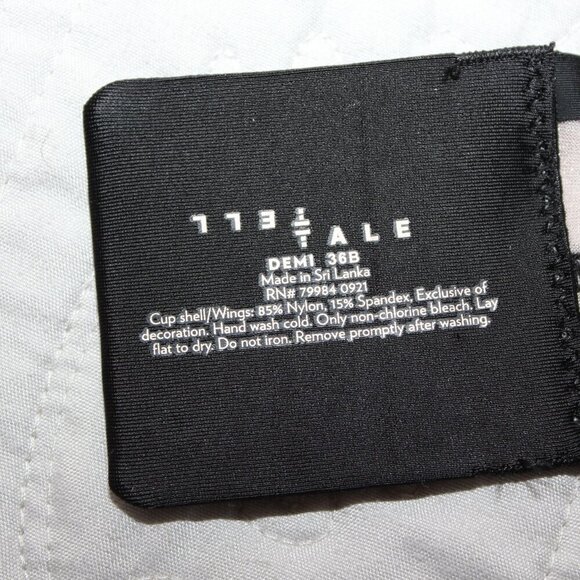 TELL TALE
DEMI 36B
Made in Sri Lanka
RN# 79984 0921
Cup shell/Wings: 85% Nylon, 15% Spandex, Exclusive of
decoration. Hand wash cold. Only non-chlorine bleach. Lay
flat to dry. Do not iron. Remove promptly after washing.